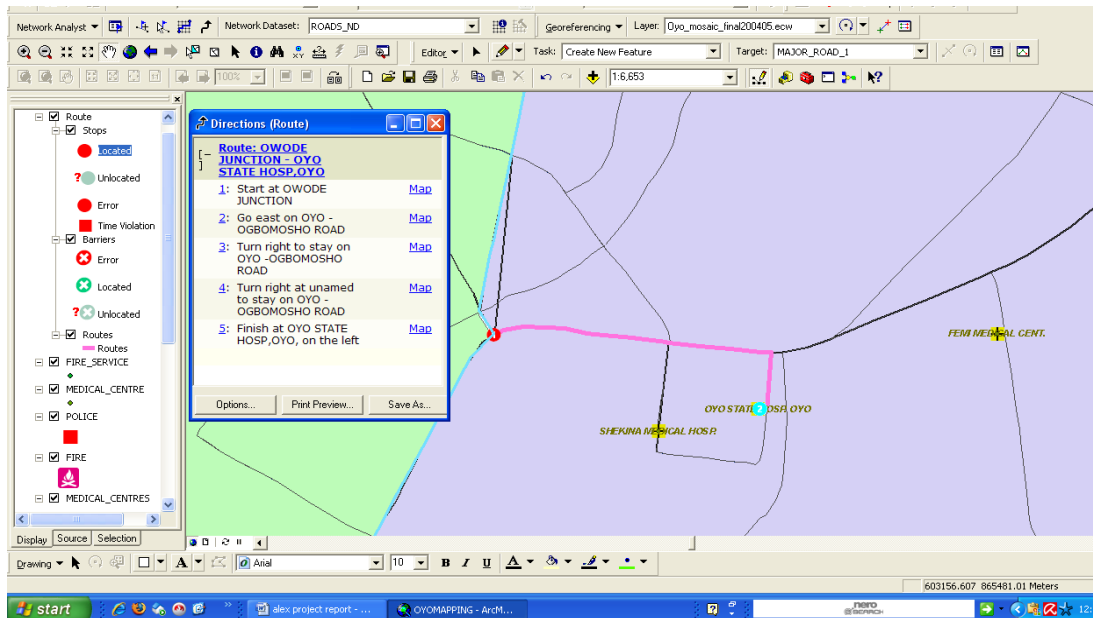 Network Analyst
Network Dataset: ROADS_ND
Georeferencing
Layer: Oyo_mosaic_final200405.ecw
Editor
Task: Create New Feature
Target: MAJOR_ROAD_1
100%
1:6,653
Route
Stops
Located
Unlocated
Error
Time Violation
Barriers
Error
Located
Unlocated
Routes
Routes
FIRE_SERVICE
MEDICAL_CENTRE
POLICE
FIRE
MEDICAL_CENTRES
Display Source Selection
Directions (Route)
[-] Route: OWODE
JUNCTION - OYO
STATE HOSP,OYO
1: Start at OWODE Map
JUNCTION
2: Go east on OYO - Map
OGBOMOSHO ROAD
3: Turn right to stay on Map
OYO -OGBOMOSHO
ROAD
4: Turn right at unamed Map
to stay on OYO -
OGBOMOSHO ROAD
5: Finish at OYO STATE Map
HOSP,OYO, on the left
Options... Print Preview... Save As...
FEMI MEDICAL CENT.
2
OYO STATE HOSP, OYO
SHEKINA MEDICAL HOSP.
Drawing
A
Arial
10
B I U A
603156.607 865481.01 Meters
start
alex project report - ...
OYOMAPPING - ArcM...
nero
SEARCH
12: